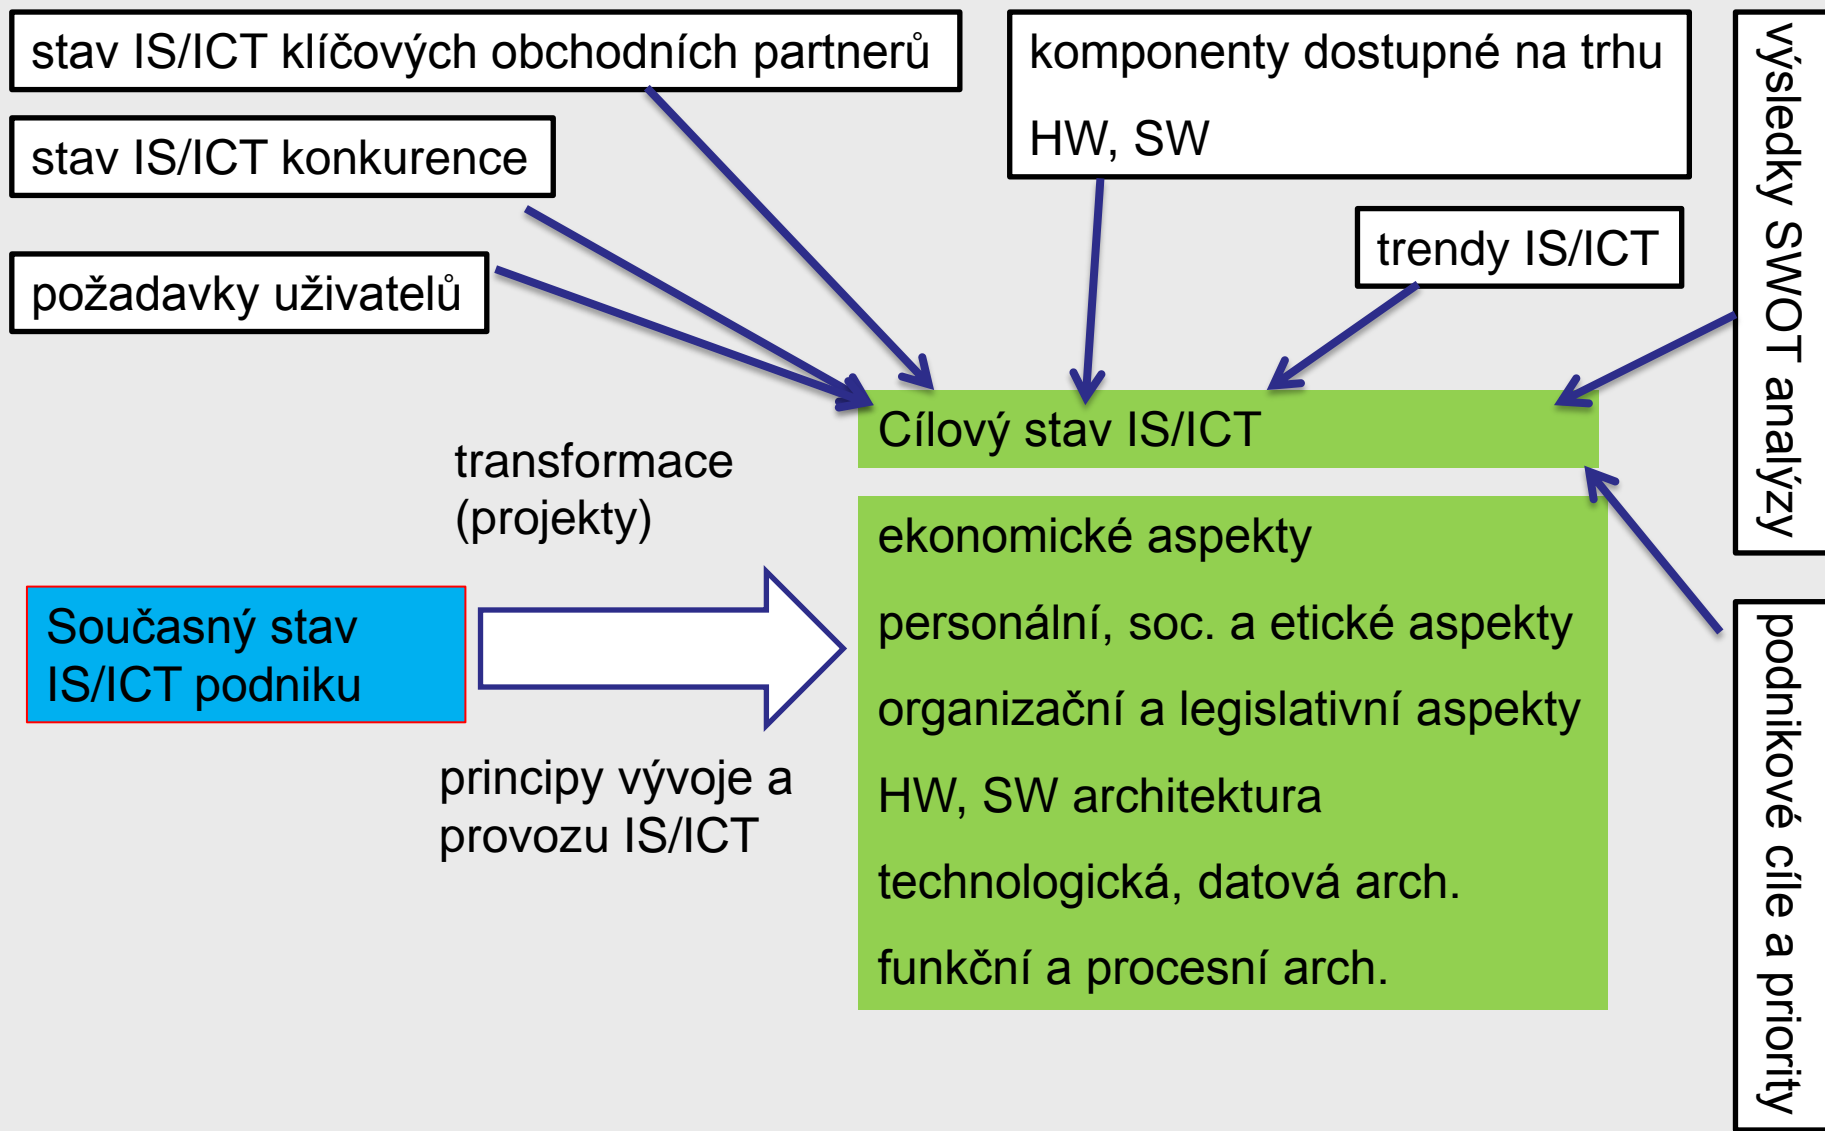 stav IS/ICT klíčových obchodních partnerů
stav IS/ICT konkurence
požadavky uživatelů
komponenty dostupné na trhu
HW, SW
trendy IS/ICT
výsledky SWOT analýzy
Cílový stav IS/ICT
transformace
(projekty)
Současný stav
IS/ICT podniku
principy vývoje a
provozu IS/ICT
ekonomické aspekty
personální, soc. a etické aspekty
organizační a legislativní aspekty
HW, SW architektura
technologická, datová arch.
funkční a procesní arch.
podnikové cíle a priority